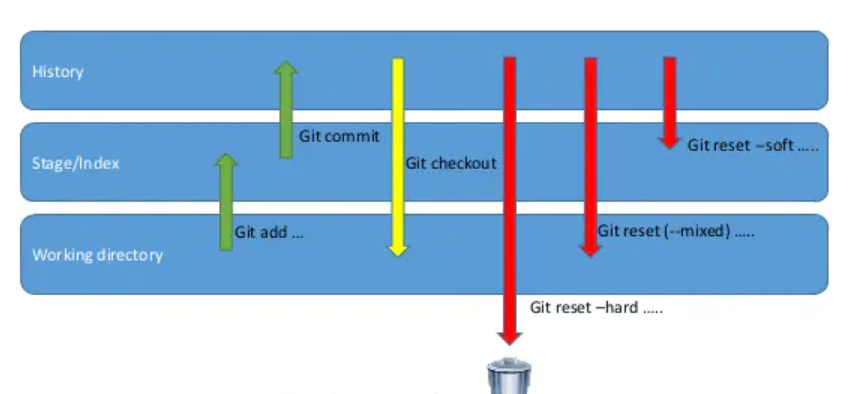 History
Git commit
Stage/Index
Git checkout
Git reset –soft .....
Git add ...
Git reset (--mixed) .....
Working directory
Git reset –hard .....